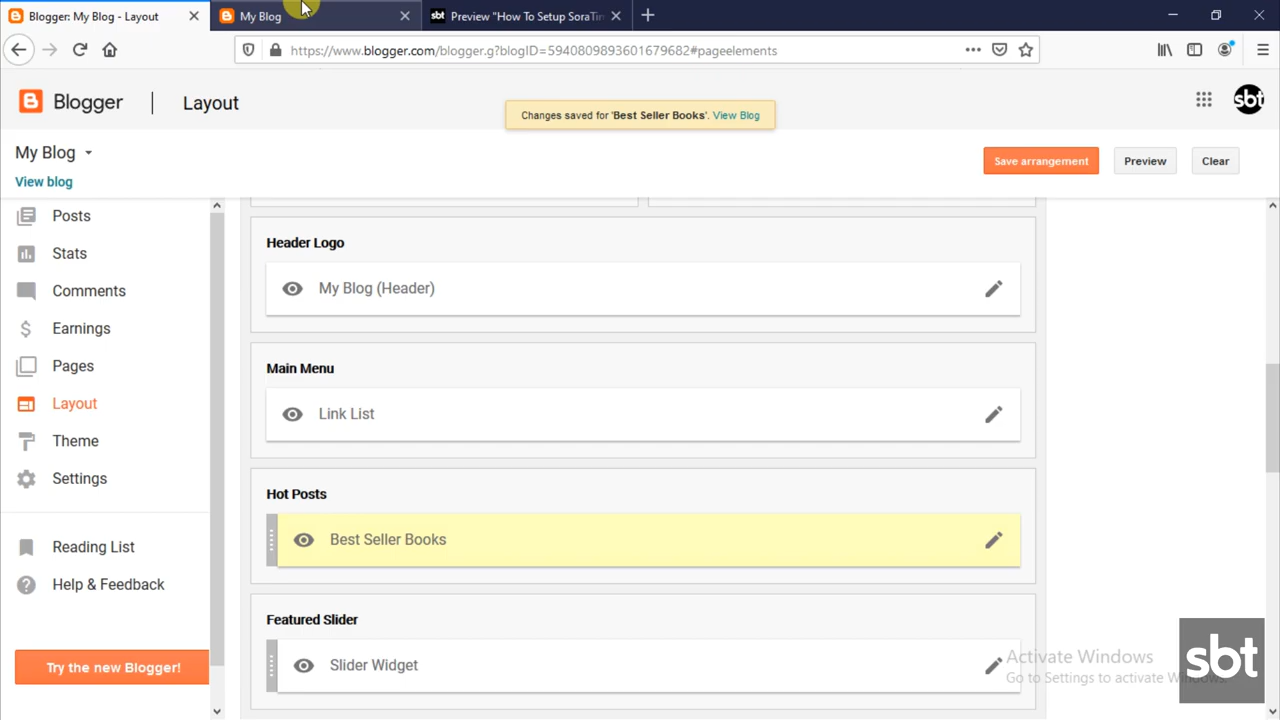 Blogger: My Blog - Layout
My Blog
sbt Preview "How To Setup SoraTim
https://www.blogger.com/blogger.g?blogID=5940809893601679682#pageelements
Blogger
Layout
sbt
Changes saved for 'Best Seller Books'. View Blog
My Blog
View blog
Save arrangement
Preview
Clear
Posts
Stats
Comments
Earnings
Pages
Layout
Theme
Settings
Reading List
Help & Feedback
Try the new Blogger!
Header Logo
My Blog (Header)
Main Menu
Link List
Hot Posts
Best Seller Books
Featured Slider
Slider Widget
Activate Windows
Go to Settings to activate Windows.
sbt